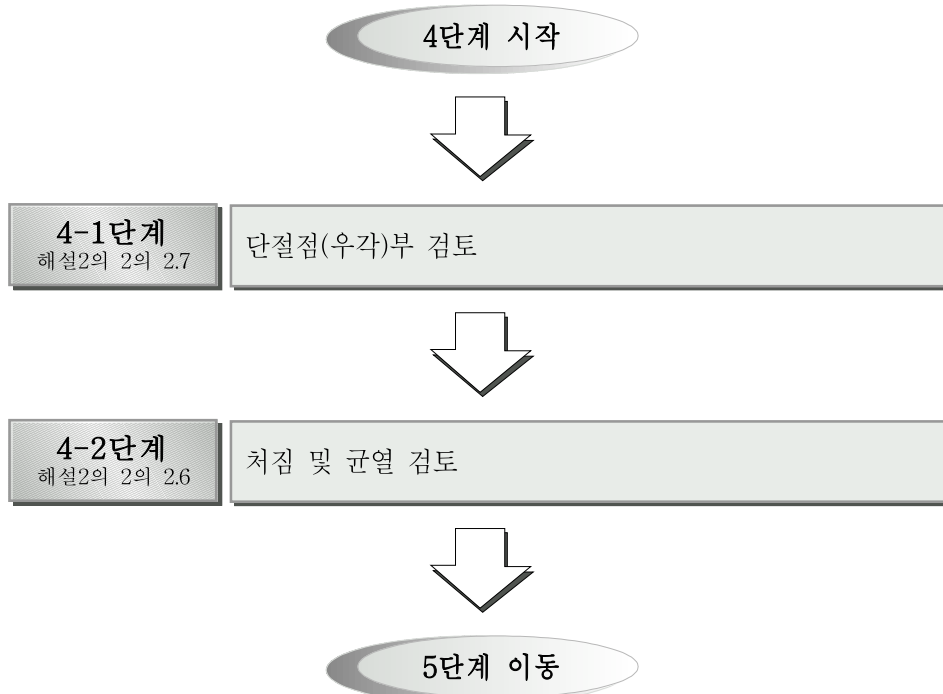 4단계 시작
4-1단계
해설2의 2의 2.7
단절점(우각)부 검토
4-2단계
해설2의 2의 2.6
처짐 및 균열 검토
5단계 이동